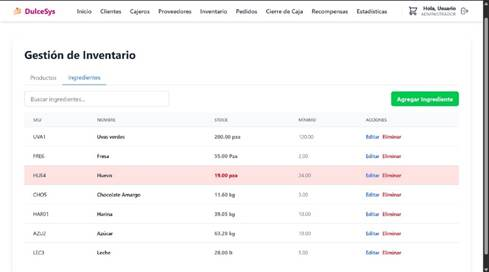 DulceSys Inicio Clientes Cajeros Proveedores Inventario Pedidos Cierre de Caja Recompensas Estadísticas Hola, Usuario
ADMINISTRADOR
Gestión de Inventario
Productos Ingredientes
Buscar ingredientes... Agregar Ingrediente
SKU NOMBRE STOCK MÍNIMO ACCIONES
UVA1 Uvas verdes 200.00 pza 120.00 Editar Eliminar
FRE6 Fresa 55.00 Pza 2.00 Editar Eliminar
HUE4 Huevo 19.00 pza 24.00 Editar Eliminar
CHO5 Chocolate Amargo 11.60 kg 5.00 Editar Eliminar
HAR01 Harina 39.05 kg 10.00 Editar Eliminar
AZU2 Azúcar 63.20 kg 10.00 Editar Eliminar
LEC3 Leche 28.00 lt 5.00 Editar Eliminar